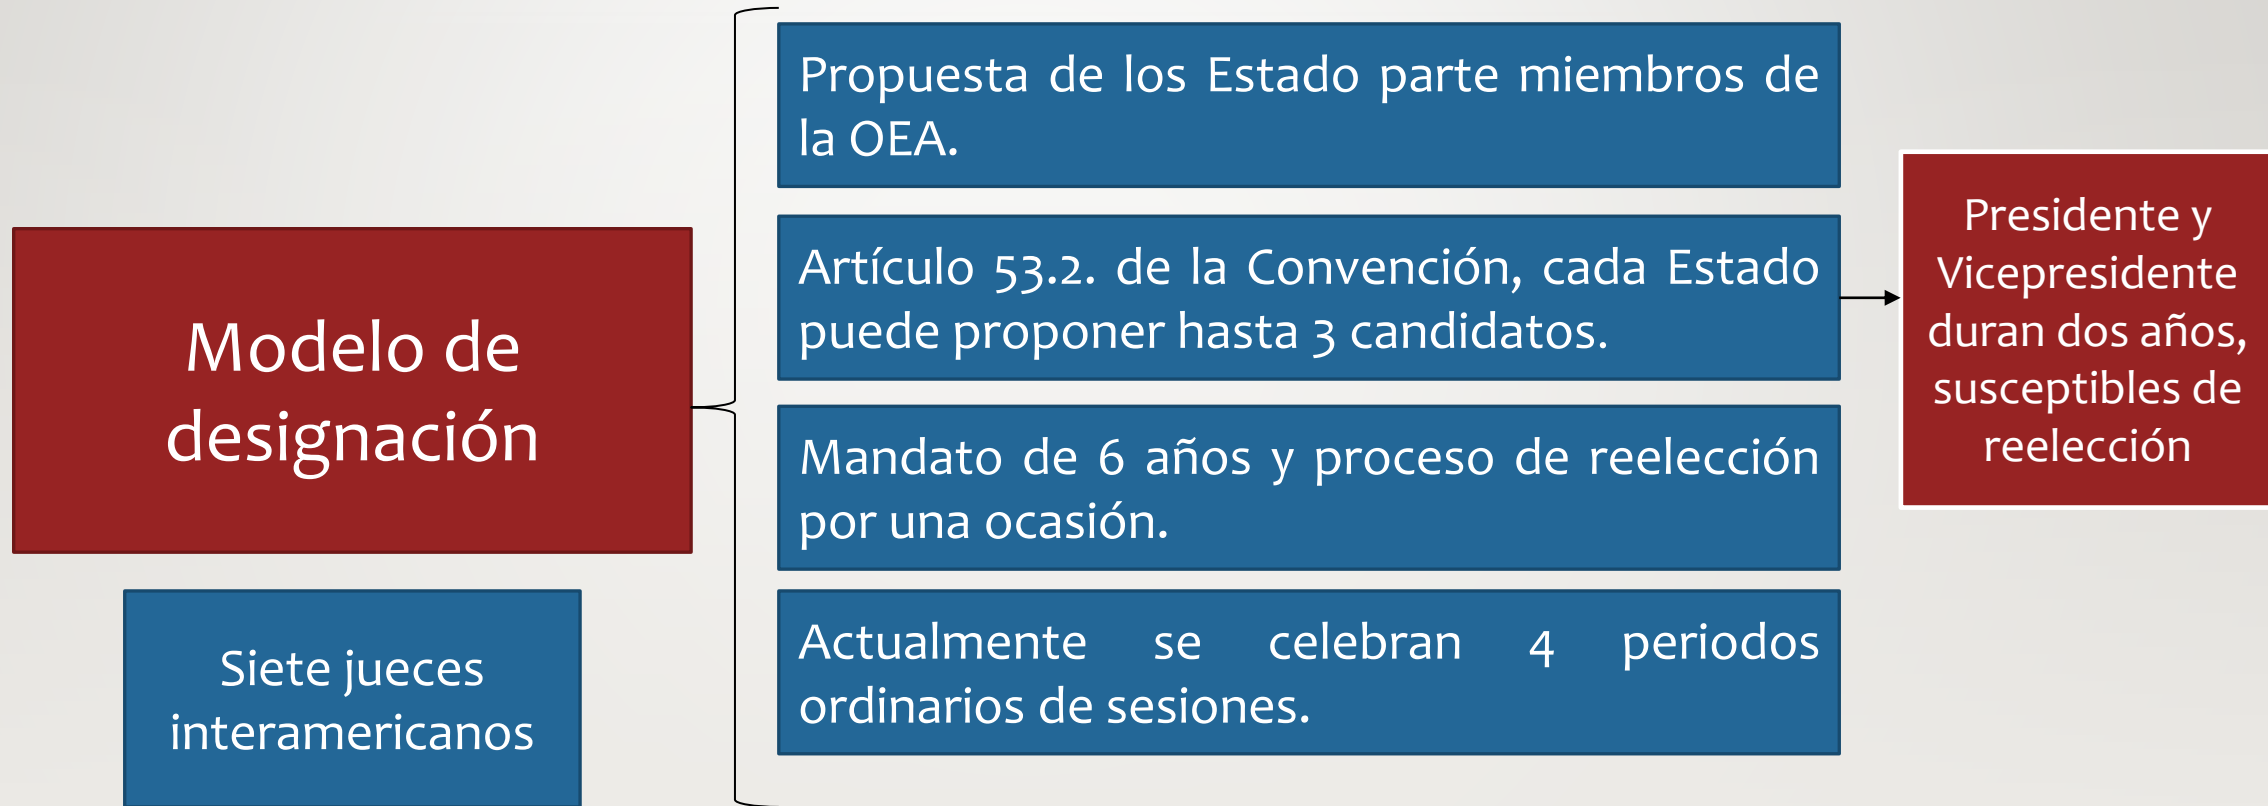 Modelo de
designación
Siete jueces
interamericanos
Propuesta de los Estado parte miembros de
la OEA.
Artículo 53.2. de la Convención, cada Estado
puede proponer hasta 3 candidatos.
Mandato de 6 años y proceso de reelección
por una ocasión.
Actualmente se celebran 4 periodos
ordinarios de sesiones.
Presidente y
Vicepresidente
duran dos años,
susceptibles de
reelección